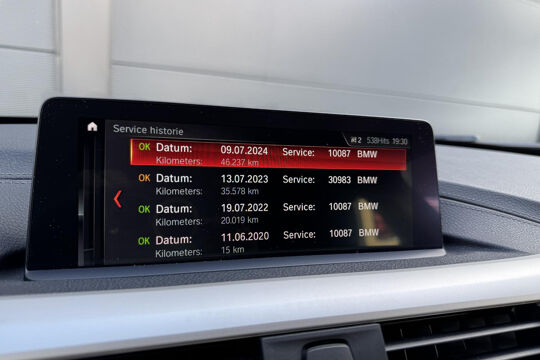 Service historie
2 538Hits 19:30
OK Datum: 09.07.2024 Service: 10087 BMW
Kilometers: 46.237 km
OK Datum: 13.07.2023 Service: 30983 BMW
Kilometers: 35.578 km
OK Datum: 19.07.2022 Service: 10087 BMW
Kilometers: 20.019 km
OK Datum: 11.06.2020 Service: 10087 BMW
Kilometers: 15 km